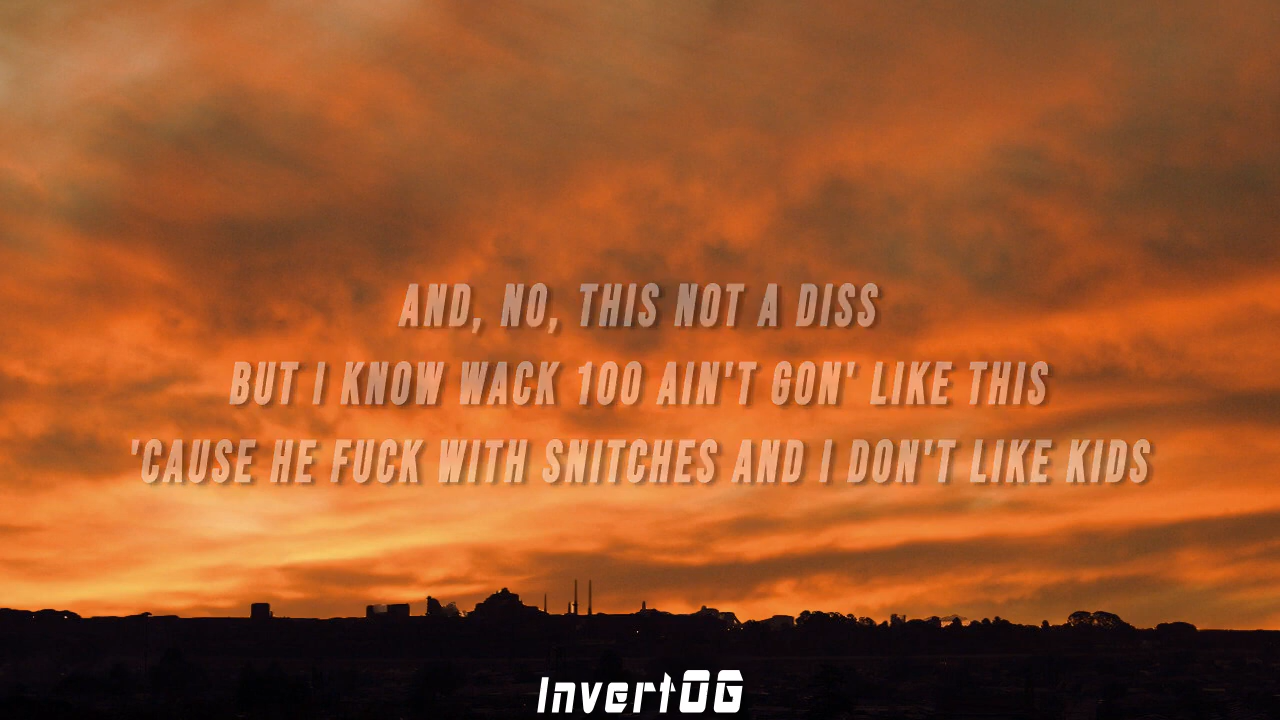 AND, NO, THIS NOT A DISS
BUT I KNOW WACK 100 AIN'T GON' LIKE THIS
'CAUSE HE FUCK WITH SNITCHES AND I DON'T LIKE KIDS
InvertOG